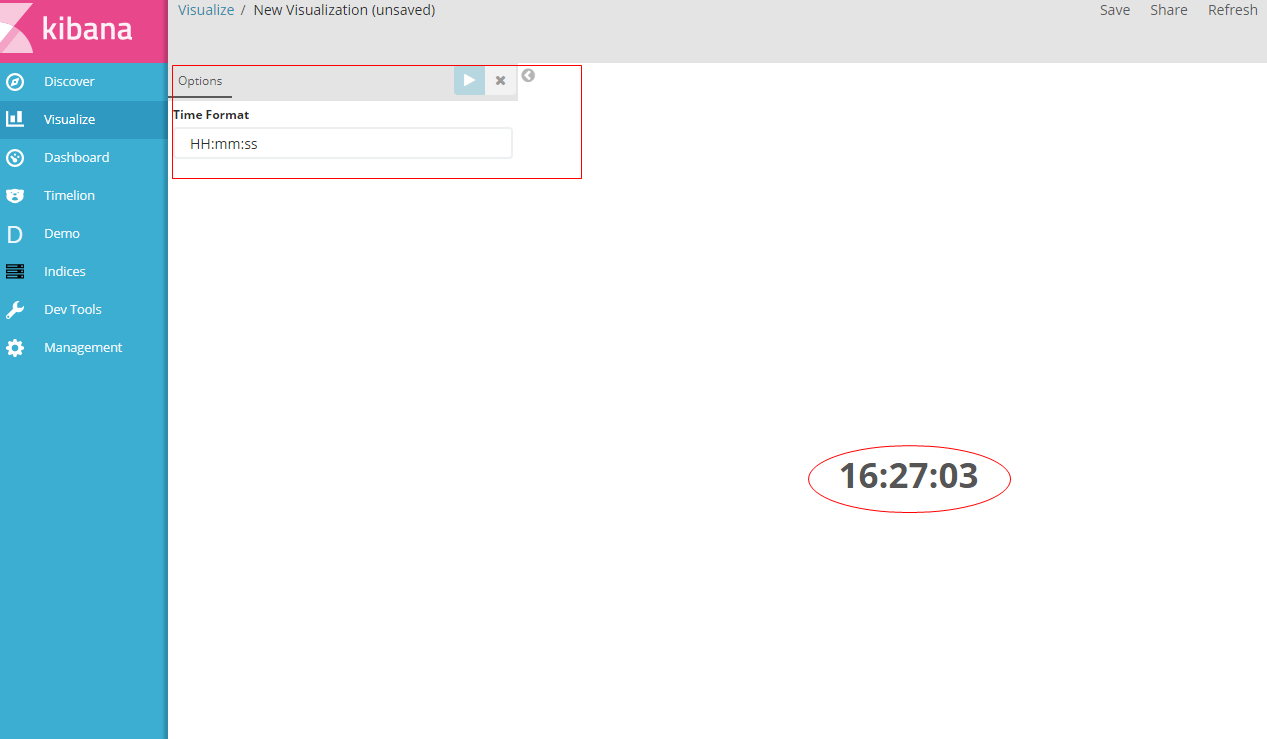 kibana
Visualize / New Visualization (unsaved)
Save Share Refresh
Discover
Visualize
Dashboard
Timelion
D Demo
Indices
Dev Tools
Management
Options
Time Format
HH:mm:ss
16:27:03